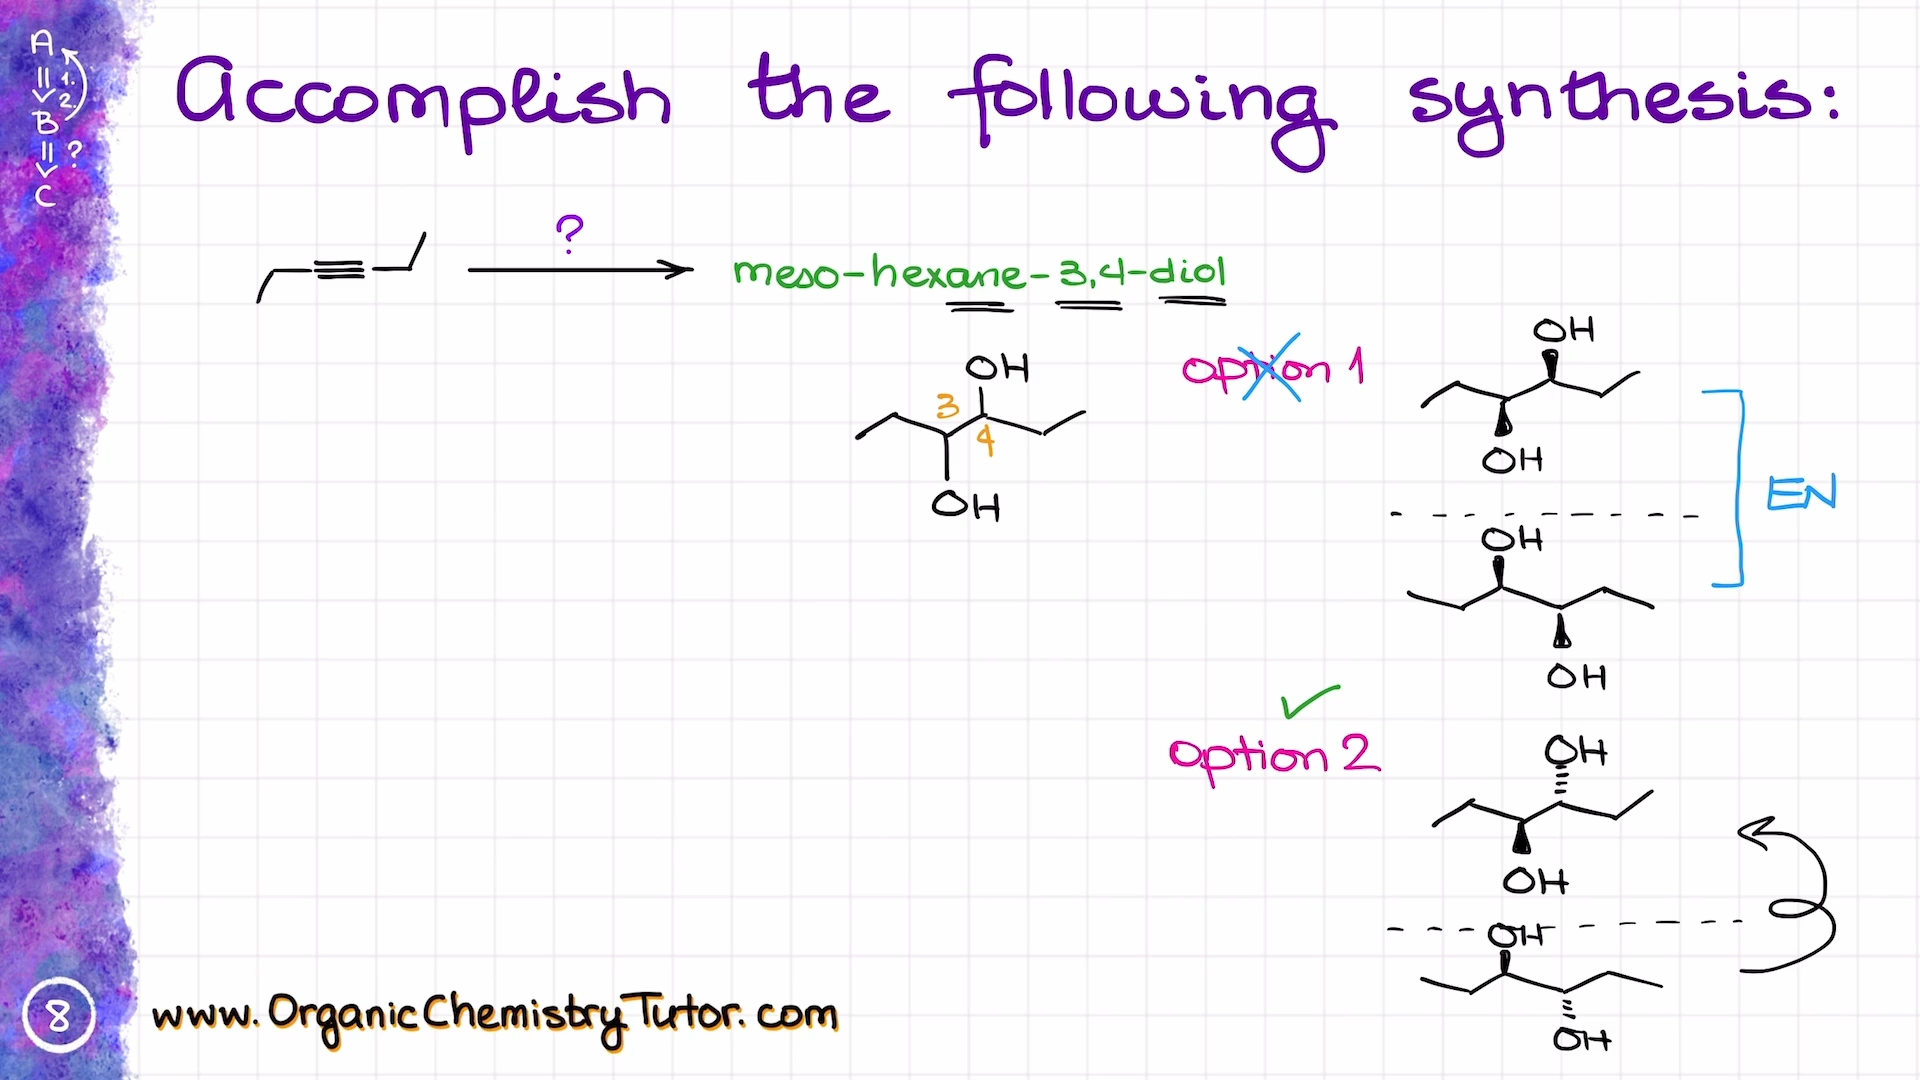 Accomplish the following synthesis:
A
1.
2.
B
?
C
?
meso-hexane-3,4-diol
OH
3
4
OH
option 1
OH
OH
OH
OH
EN
option 2
OH
OH
OH
OH
8
www.OrganicChemistryTutor.com